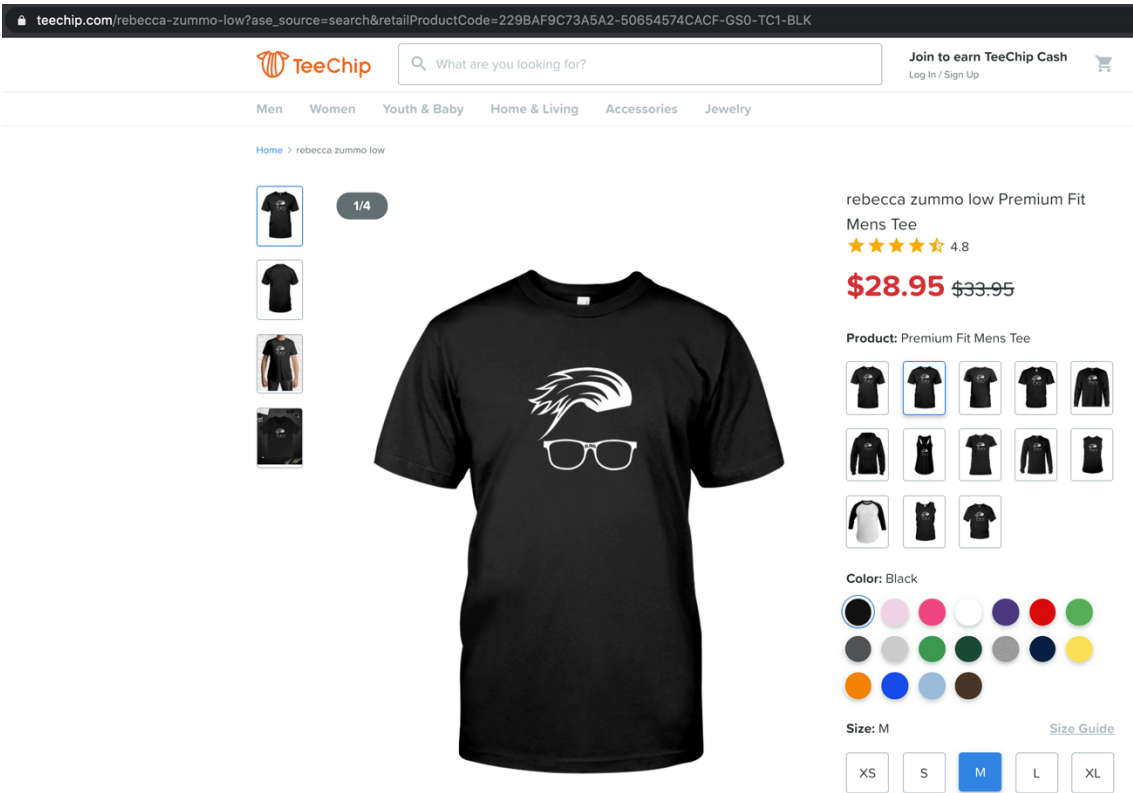 teechip.com/rebecca-zummo-low?ase_source=search&retailProductCode=229BAF9C73A5A2-50654574CACF-GS0-TC1-BLK
TeeChip
What are you looking for?
Join to earn TeeChip Cash
Log In / Sign Up
Men Women Youth & Baby Home & Living Accessories Jewelry
Home > rebecca zummo low
1/4
rebecca zummo low Premium Fit
Mens Tee
4.8
$28.95 $33.95
Product: Premium Fit Mens Tee
Color: Black
Size: M Size Guide
XS S M L XL